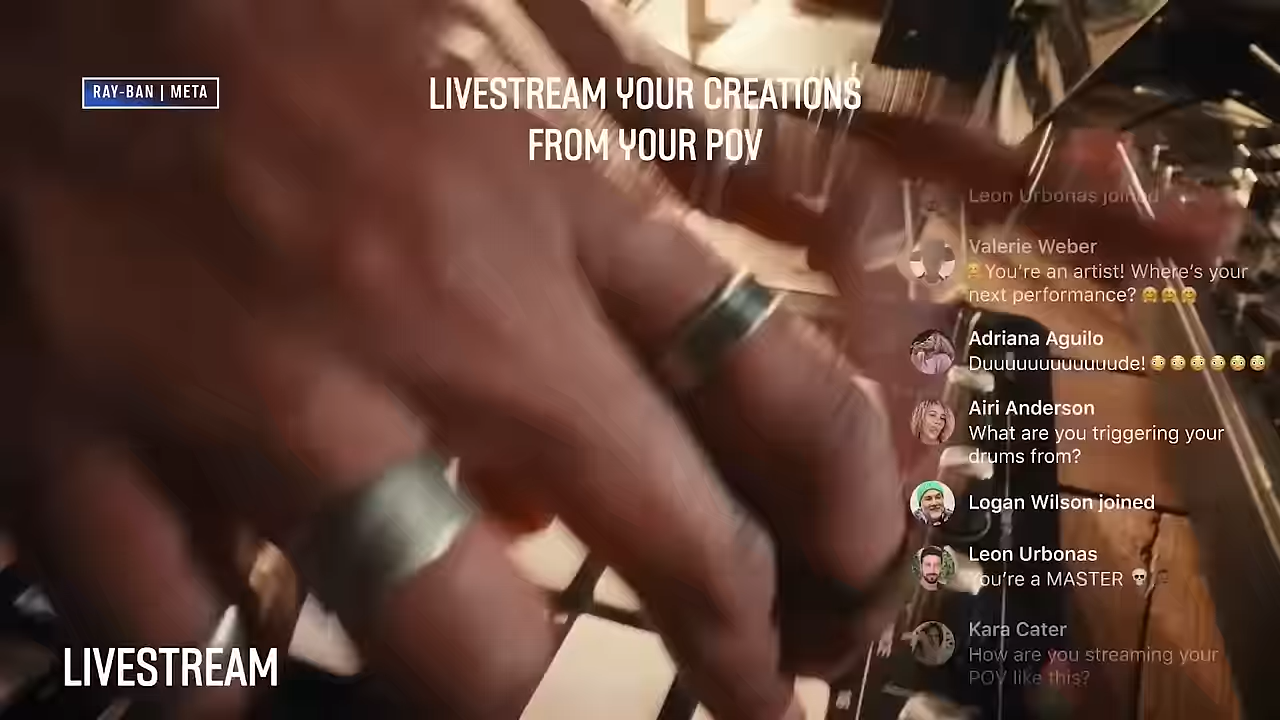 RAY-BAN | META
LIVESTREAM YOUR CREATIONS
FROM YOUR POV
Leon Urbonas joined
Valerie Weber
You're an artist! Where's your
next performance? 🤗🤗🤗
Adriana Aguilo
Duuuuuuuuuuuude! 😳😳😳😳😳😳
Airi Anderson
What are you triggering your
drums from?
Logan Wilson joined
Leon Urbonas
You're a MASTER 💀
Kara Cater
How are you streaming your
POV like this?
LIVESTREAM